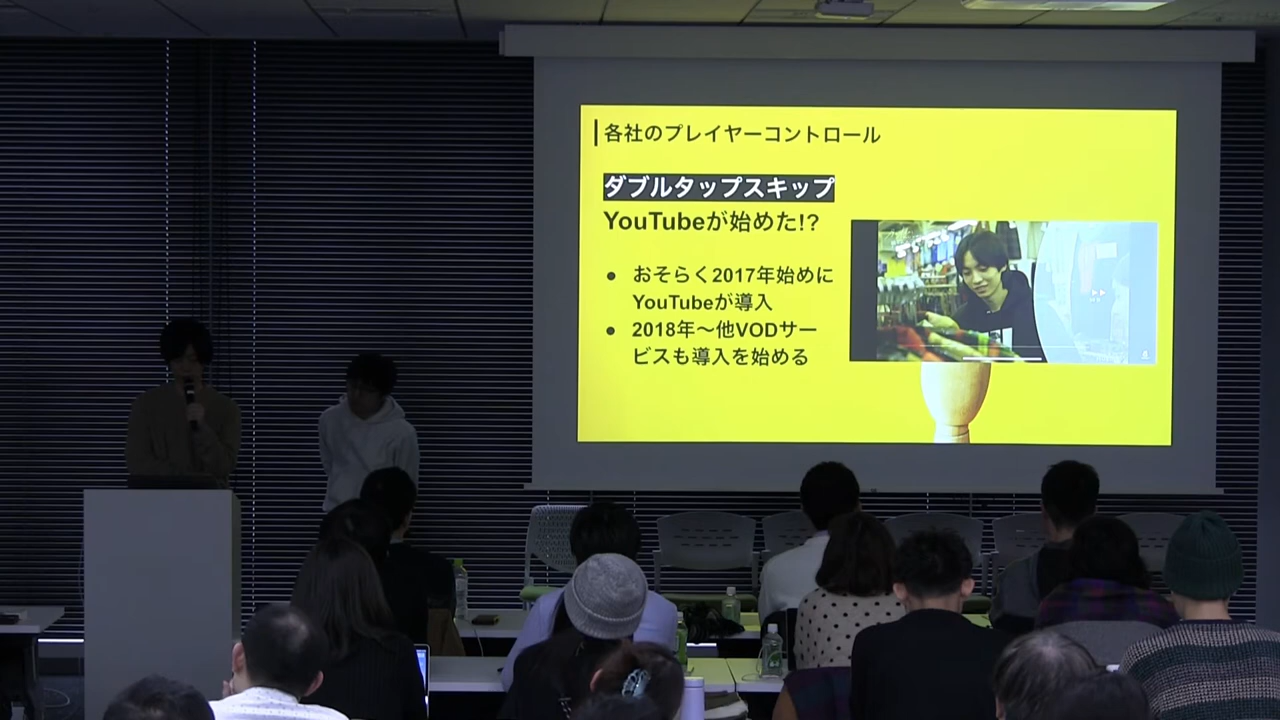 各社のプレイヤーコントロール
ダブルタップスキップ
YouTubeが始めた!?
● おそらく2017年始めに
YouTubeが導入
● 2018年〜他VODサー
ビスも導入を始める